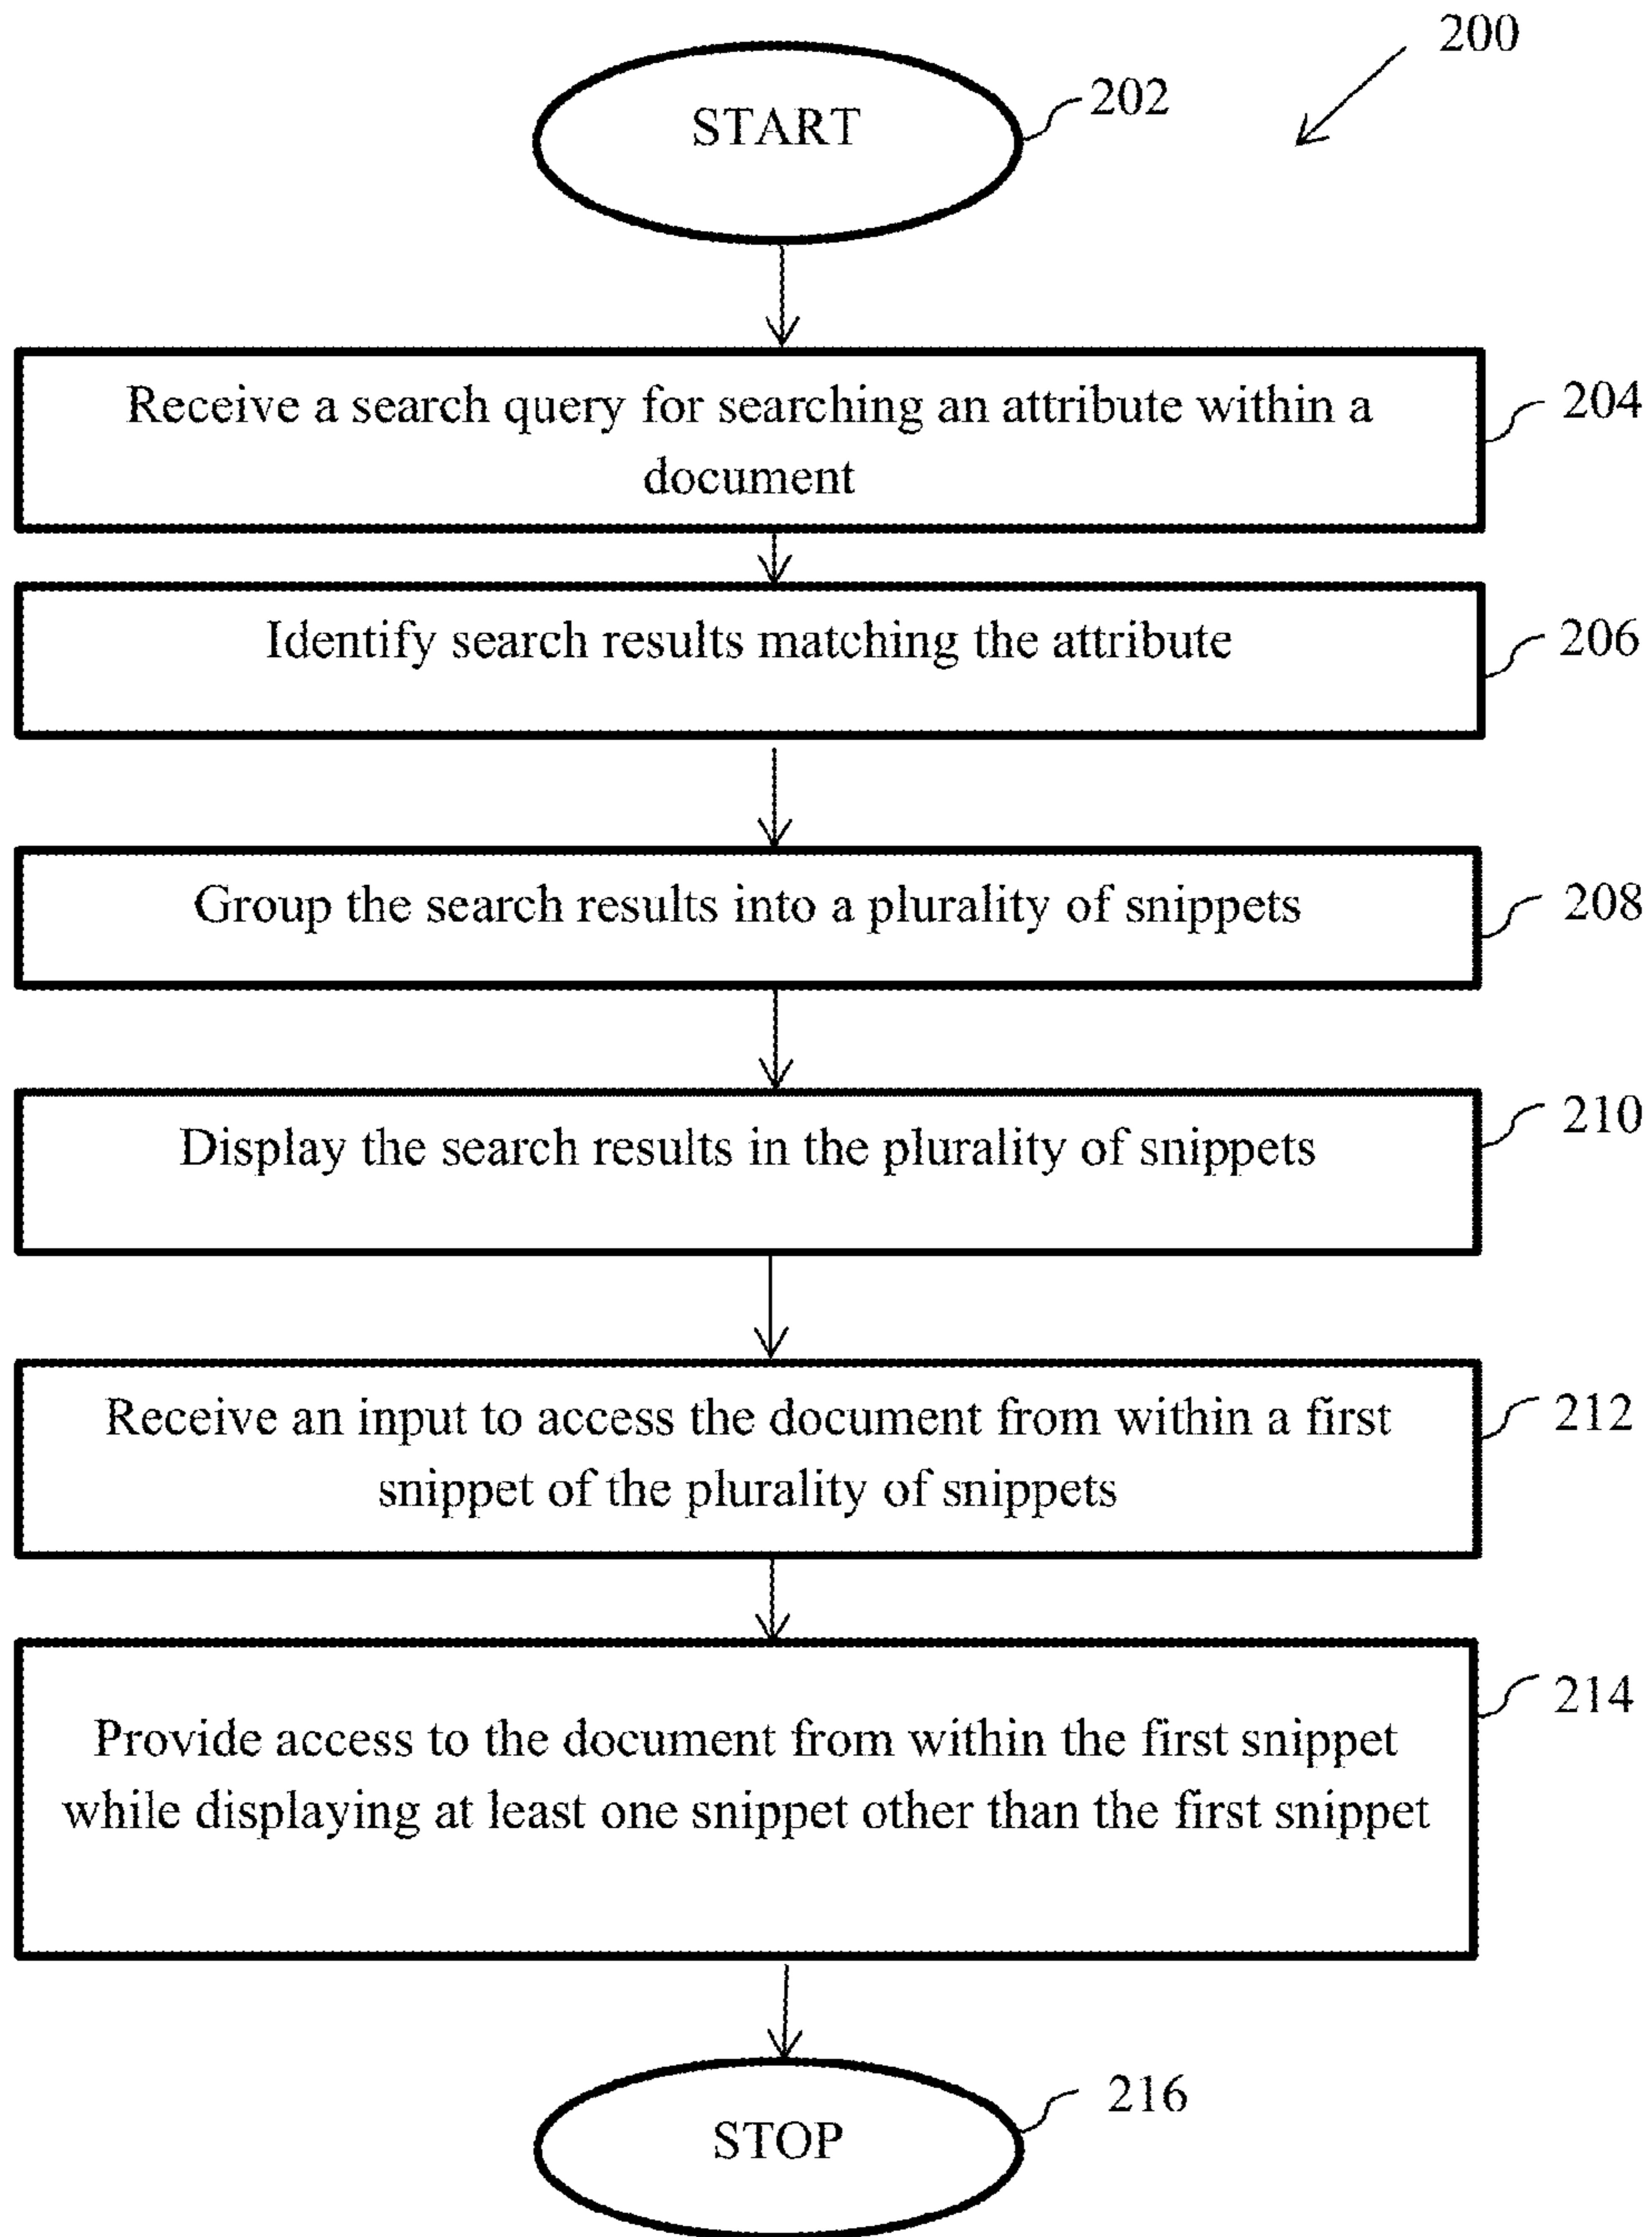 200
START
202
Receive a search query for searching an attribute within a
document
204
Identify search results matching the attribute
206
Group the search results into a plurality of snippets
208
Display the search results in the plurality of snippets
210
Receive an input to access the document from within a first
snippet of the plurality of snippets
212
Provide access to the document from within the first snippet
while displaying at least one snippet other than the first snippet
214
STOP
216